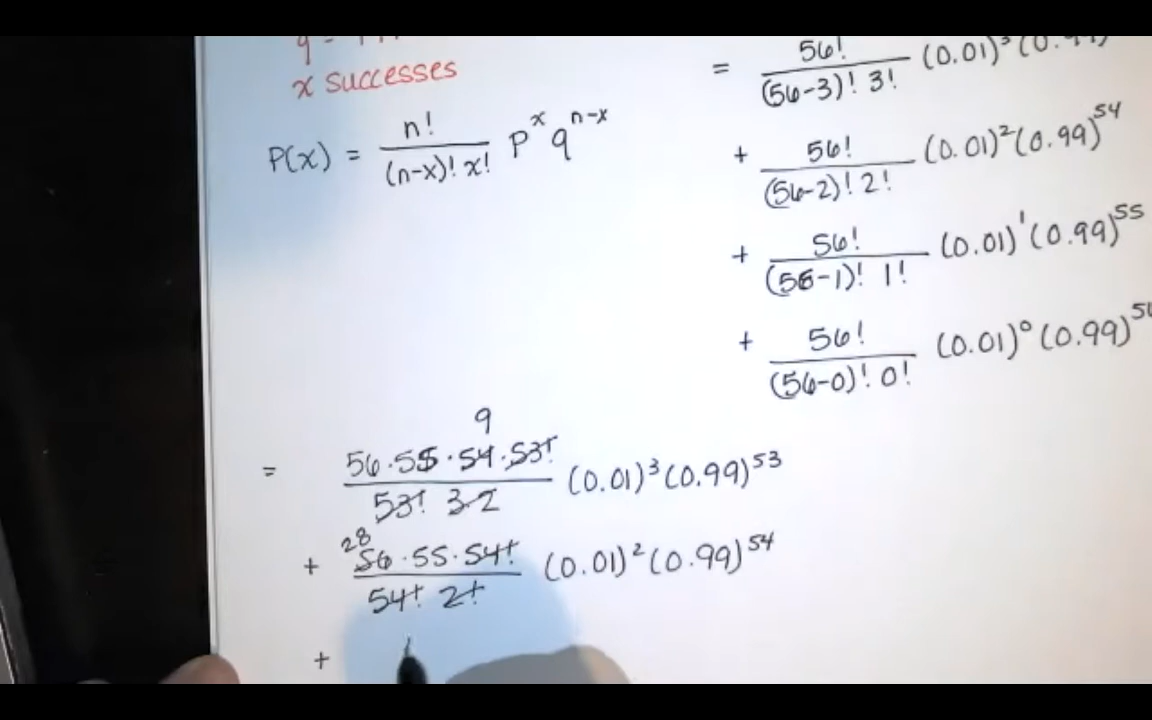 x successes
P(x) = n! / (n-x)! x! p^x q^(n-x)
= 56! / (56-3)! 3! (0.01)^3
+ 56! / (56-2)! 2! (0.01)^2 (0.99)^54
+ 56! / (56-1)! 1! (0.01)^1 (0.99)^55
+ 56! / (56-0)! 0! (0.01)^0 (0.99)
9
= 56·55·54·53! / 53! 3·2 (0.01)^3 (0.99)^53
28
+ 56·55·54! / 54! 2! (0.01)^2 (0.99)^54
+